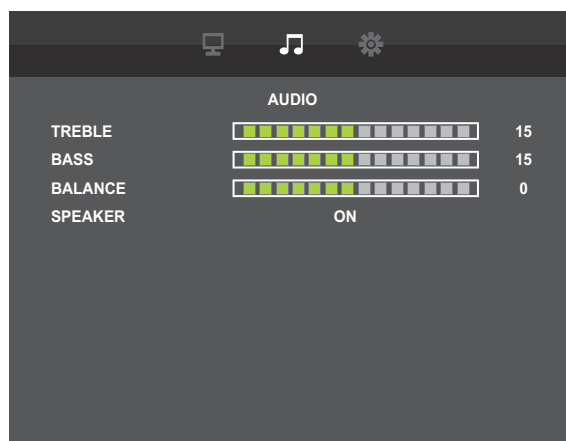 AUDIO
TREBLE 15
BASS 15
BALANCE 0
SPEAKER ON